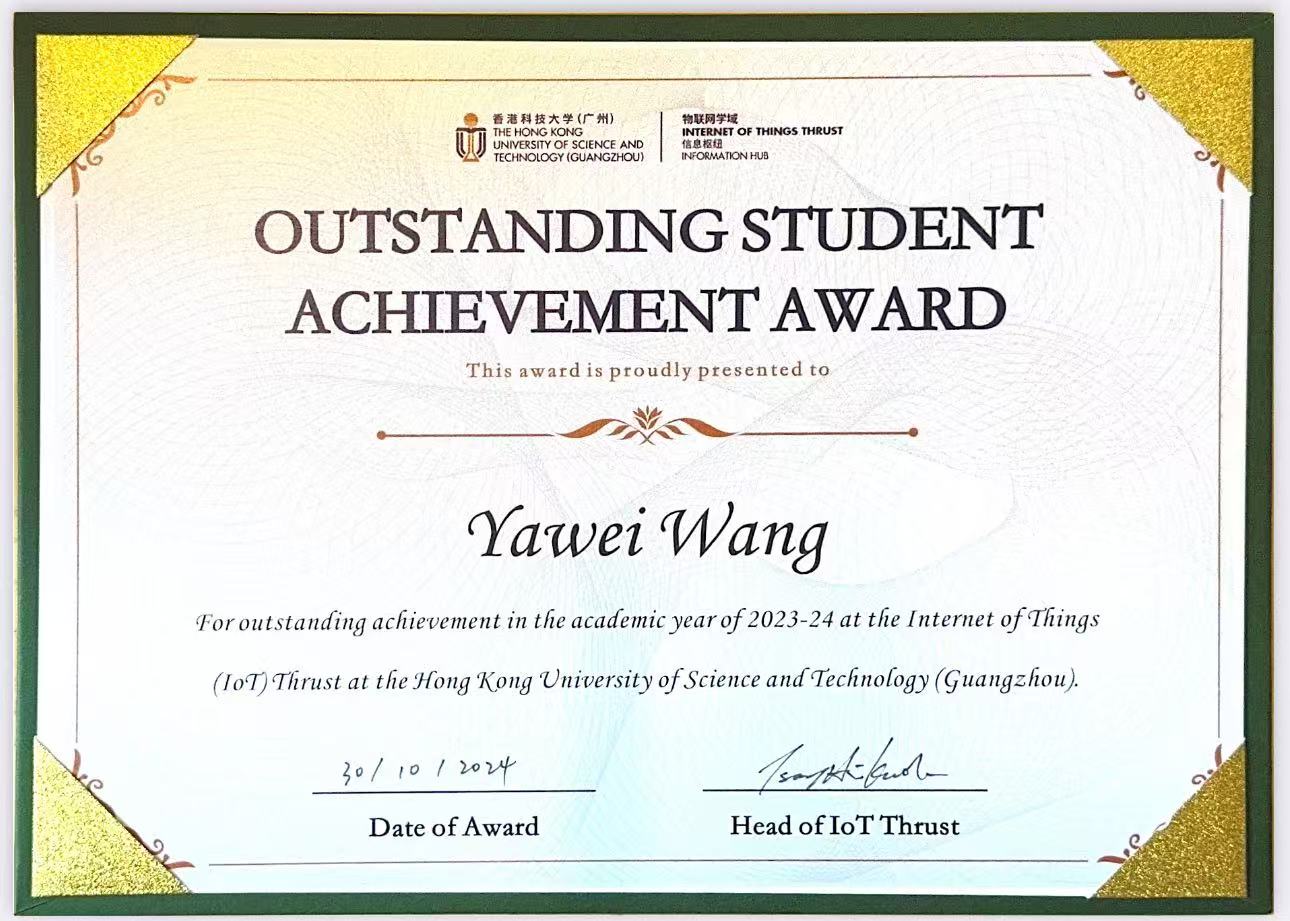 香港科技大学(广州)
THE HONG KONG
UNIVERSITY OF SCIENCE AND
TECHNOLOGY (GUANGZHOU)
物联网学域
INTERNET OF THINGS THRUST
信息枢纽
INFORMATION HUB
OUTSTANDING STUDENT
ACHIEVEMENT AWARD
This award is proudly presented to
Yawei Wang
For outstanding achievement in the academic year of 2023-24 at the Internet of Things
(IoT) Thrust at the Hong Kong University of Science and Technology (Guangzhou).
30/10/2024
Date of Award
Head of IoT Thrust